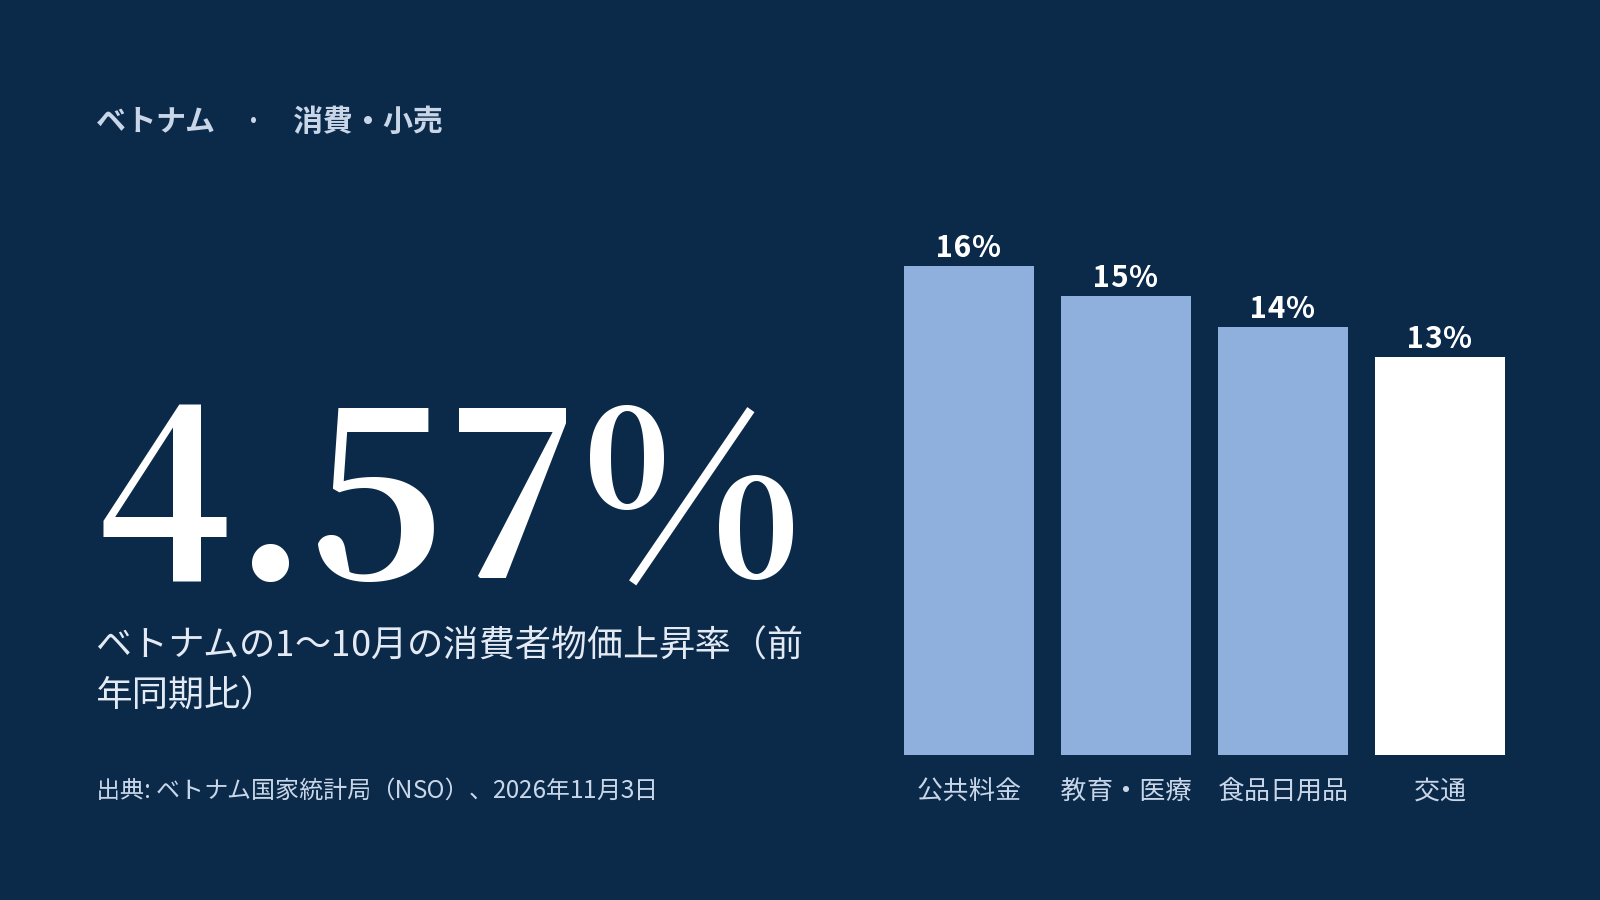 ベトナム · 消費・小売
4.57%
ベトナムの1〜10月の消費者物価上昇率（前
年同期比）
出典: ベトナム国家統計局（NSO）、2026年11月3日
16%
15%
14%
13%
公共料金
教育・医療
食品日用品
交通